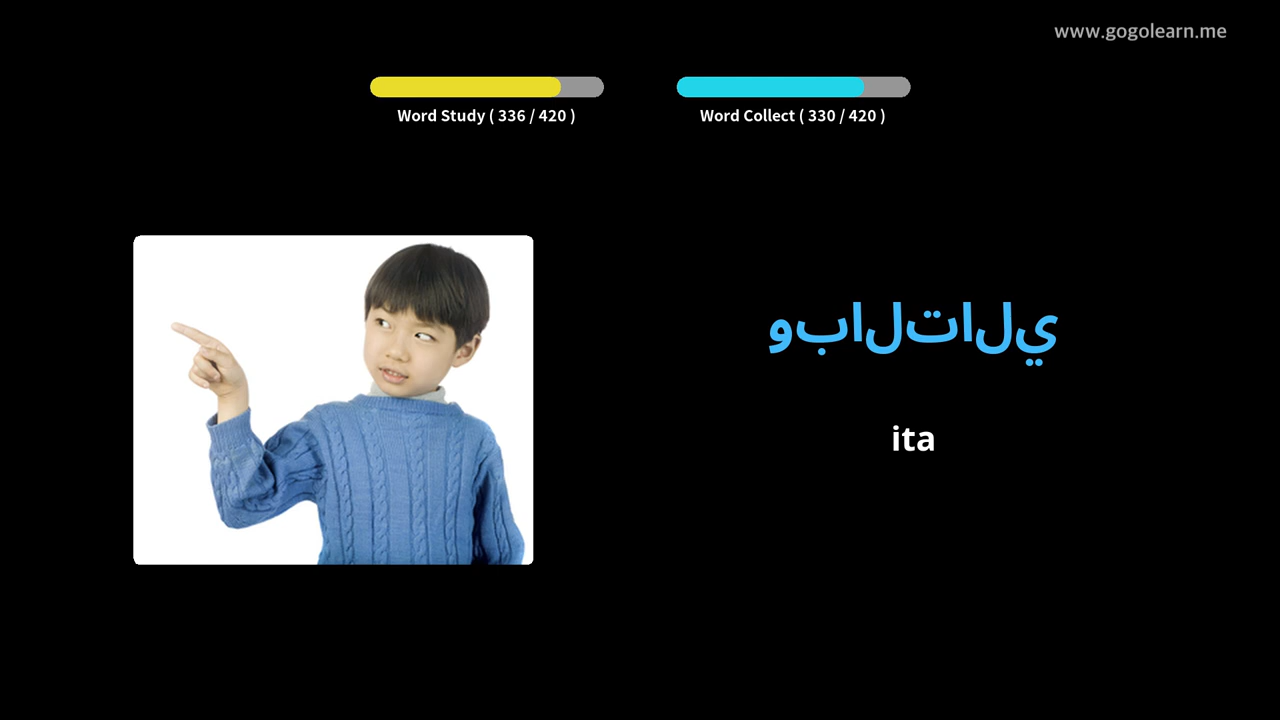 www.gogolearn.me
Word Study ( 336 / 420 )
Word Collect ( 330 / 420 )
وبالتالي
ita